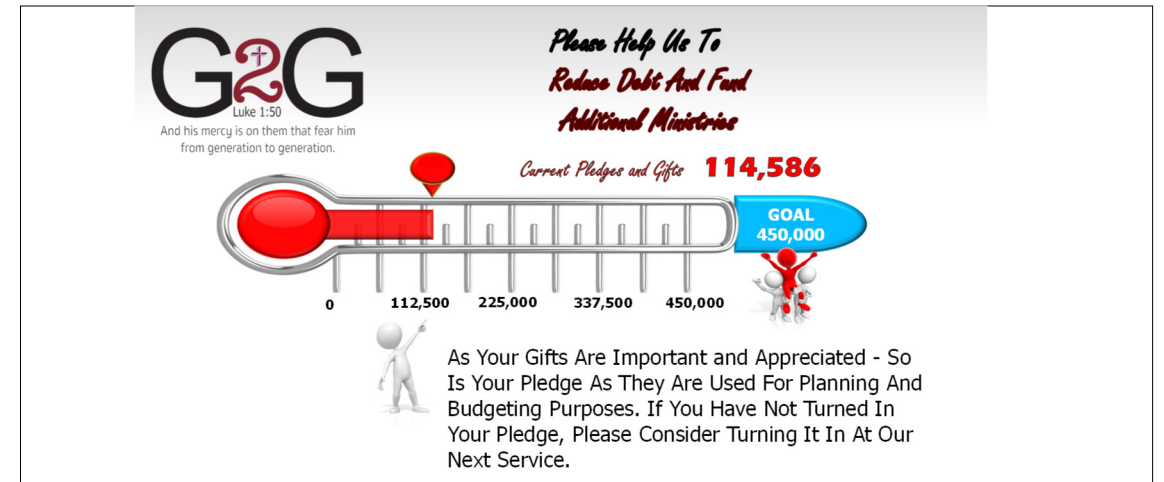 G2G
Luke 1:50
And his mercy is on them that fear him
from generation to generation.
Please Help Us To
Reduce Debt And Fund
Additional Ministries
Current Pledges and Gifts 114,586
GOAL
450,000
0 112,500 225,000 337,500 450,000
As Your Gifts Are Important and Appreciated - So
Is Your Pledge As They Are Used For Planning And
Budgeting Purposes. If You Have Not Turned In
Your Pledge, Please Consider Turning It In At Our
Next Service.